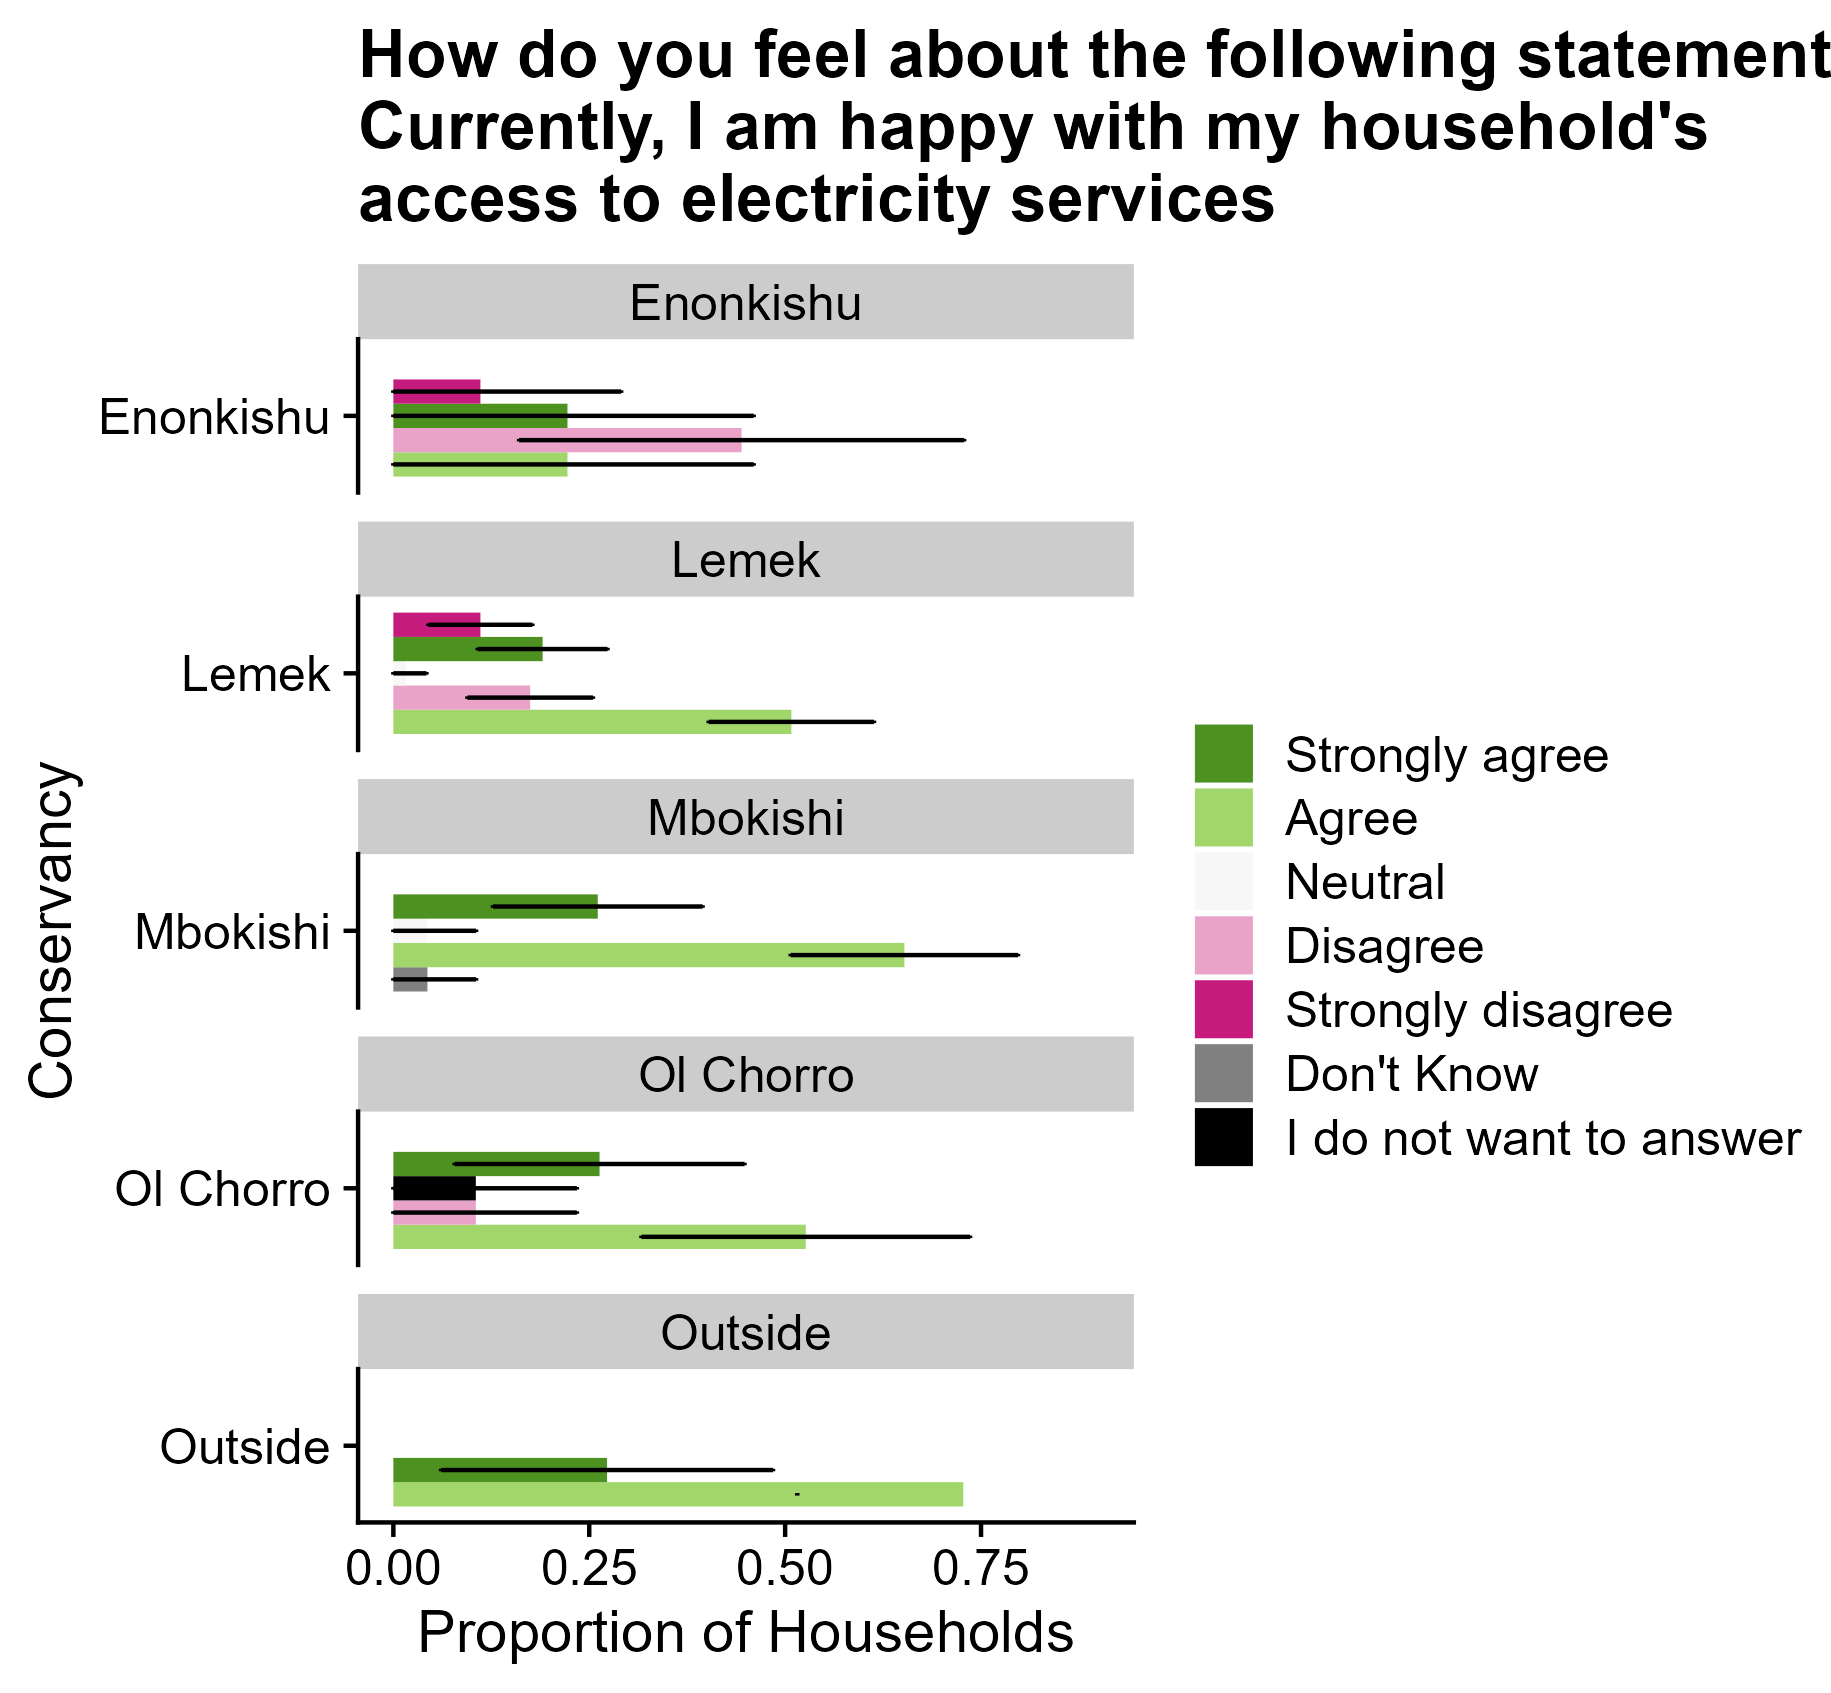 How do you feel about the following statement
Currently, I am happy with my household's
access to electricity services
Enonkishu
Enonkishu
Lemek
Lemek
Mbokishi
Mbokishi
Ol Chorro
Ol Chorro
Outside
Outside
0.00 0.25 0.50 0.75
Proportion of Households
Conservancy
Strongly agree
Agree
Neutral
Disagree
Strongly disagree
Don't Know
I do not want to answer